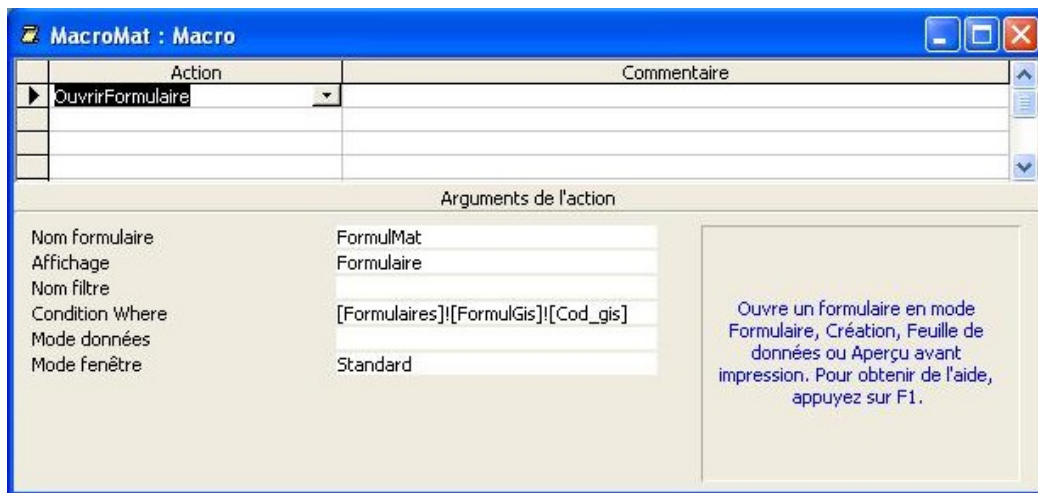 MacroMat : Macro
Action Commentaire
OuvrirFormulaire
Arguments de l'action
Nom formulaire FormulMat
Affichage Formulaire
Nom filtre
Condition Where [Formulaires]![FormulGis]![Cod_gis]
Mode données
Mode fenêtre Standard
Ouvre un formulaire en mode
Formulaire, Création, Feuille de
données ou Aperçu avant
impression. Pour obtenir de l'aide,
appuyez sur F1.